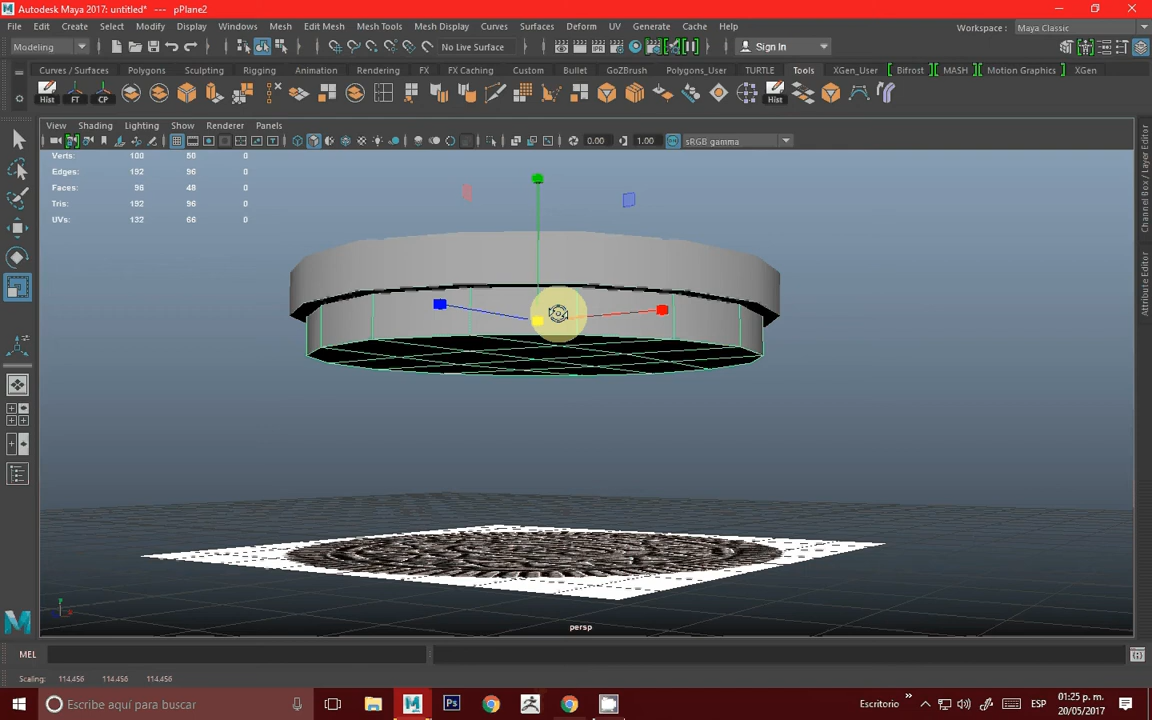 Autodesk Maya 2017: untitled*   ---   pPlane2
File Edit Create Select Modify Display Windows Mesh Edit Mesh Mesh Tools Mesh Display Curves Surfaces Deform UV Generate Cache Help
Workspace : Maya Classic
Modeling No Live Surface Sign In
Curves / Surfaces Polygons Sculpting Rigging Animation Rendering FX FX Caching Custom Bullet GoZBrush Polygons_User TURTLE Tools XGen_User Bifrost MASH Motion Graphics XGen
Hist FT CP Hist
View Shading Lighting Show Renderer Panels
0.00 1.00 sRGB gamma
Verts: 100 50 0
Edges: 192 96 0
Faces: 96 48 0
Tris: 192 96 0
UVs: 132 66 0
Channel Box / Layer Editor
Attribute Editor
persp
MEL
Scaling: 114.456 114.456 114.456
Escribe aquí para buscar
Escritorio
ESP
01:25 p. m.
20/05/2017